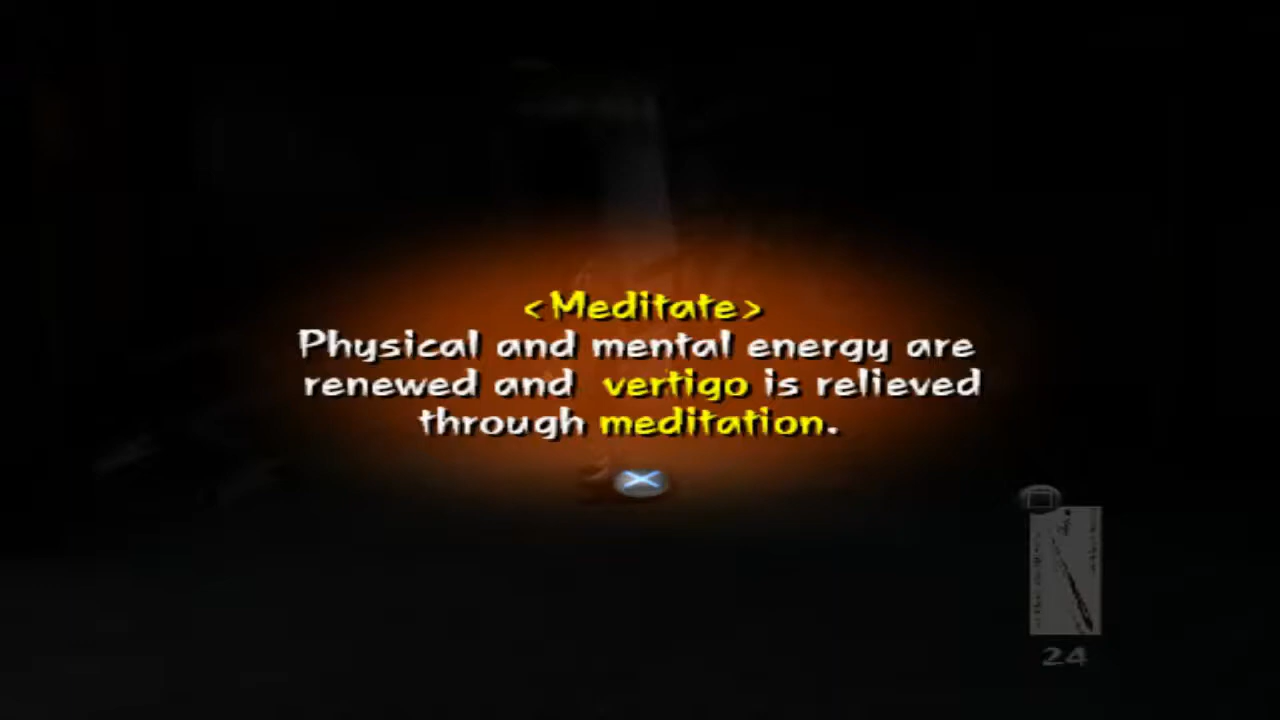 <Meditate>
Physical and mental energy are
renewed and vertigo is relieved
through meditation.
24